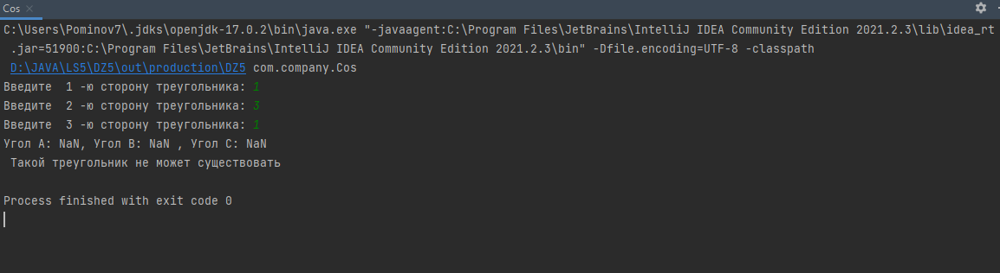 Cos
C:\Users\Pominov7\.jdks\openjdk-17.0.2\bin\java.exe "-javaagent:C:\Program Files\JetBrains\IntelliJ IDEA Community Edition 2021.2.3\lib\idea_rt
.jar=51900:C:\Program Files\JetBrains\IntelliJ IDEA Community Edition 2021.2.3\bin" -Dfile.encoding=UTF-8 -classpath
D:\JAVA\LS5\DZ5\out\production\DZ5 com.company.Cos
Введите  1 -ю сторону треугольника: 1
Введите  2 -ю сторону треугольника: 3
Введите  3 -ю сторону треугольника: 1
Угол A: NaN, Угол B: NaN , Угол C: NaN
Такой треугольник не может существовать
Process finished with exit code 0